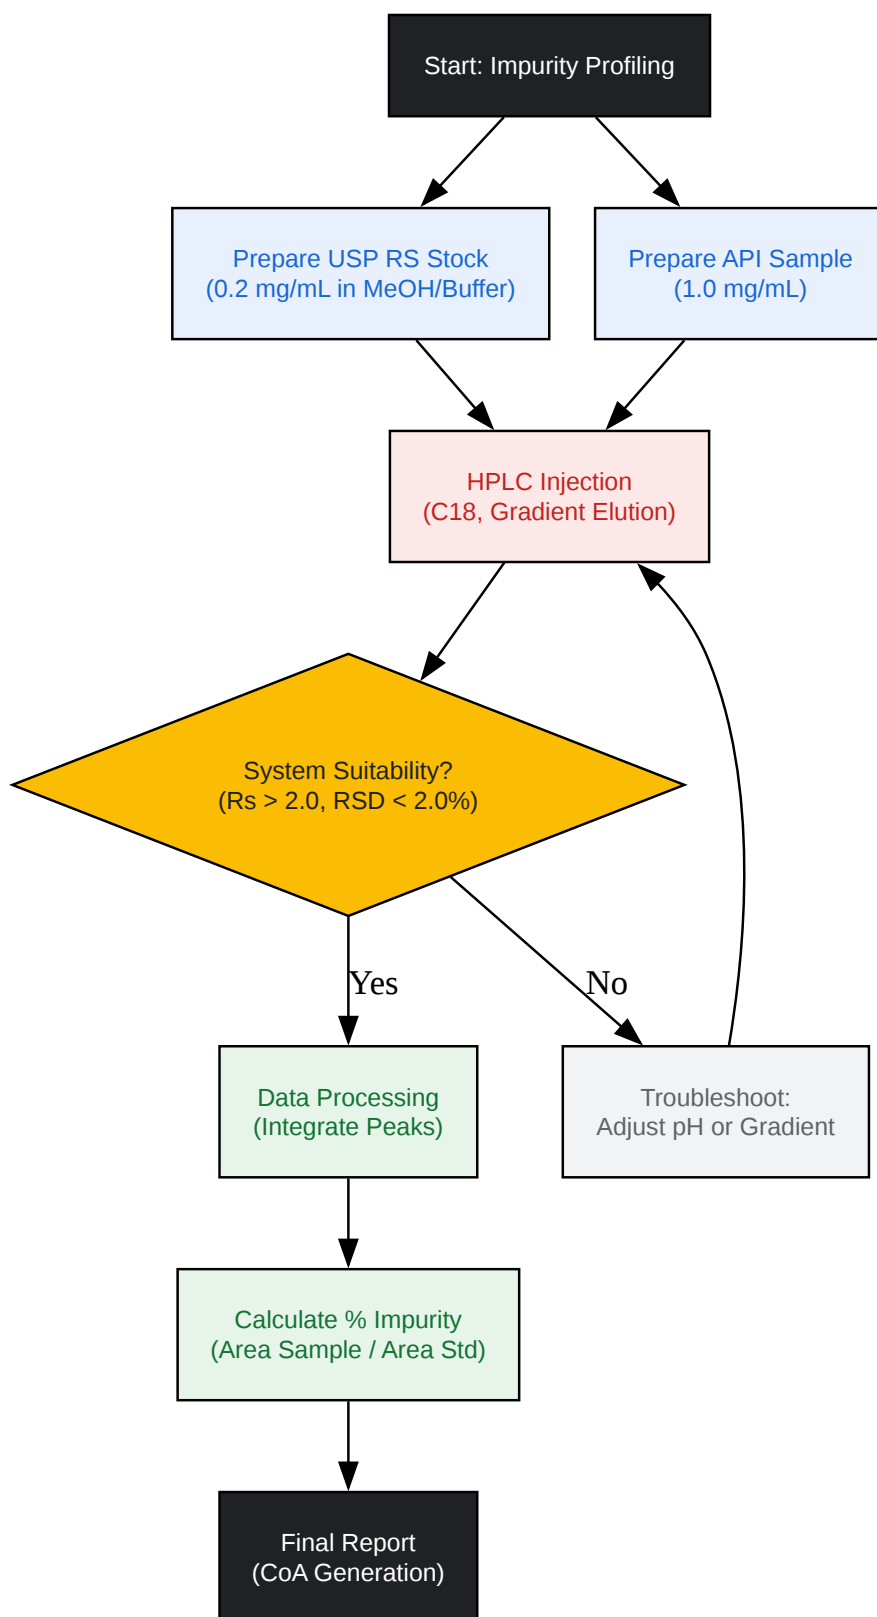 Start: Impurity Profiling
Prepare USP RS Stock
(0.2 mg/mL in MeOH/Buffer)
Prepare API Sample
(1.0 mg/mL)
HPLC Injection
(C18, Gradient Elution)
System Suitability?
(Rs > 2.0, RSD < 2.0%)
Yes
No
Data Processing
(Integrate Peaks)
Troubleshoot:
Adjust pH or Gradient
Calculate % Impurity
(Area Sample / Area Std)
Final Report
(CoA Generation)